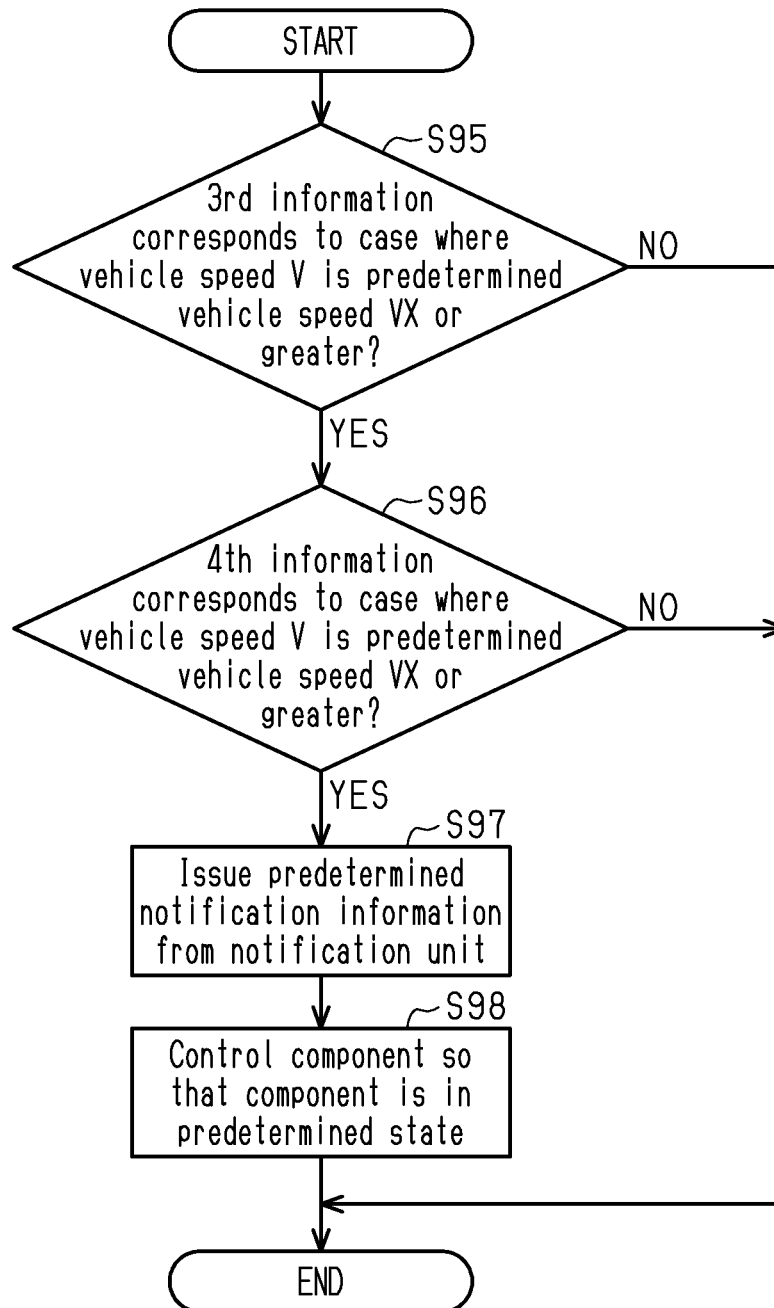 START
S95
3rd information
corresponds to case where
vehicle speed V is predetermined
vehicle speed VX or
greater?
NO
YES
S96
4th information
corresponds to case where
vehicle speed V is predetermined
vehicle speed VX or
greater?
NO
YES
S97
Issue predetermined
notification information
from notification unit
S98
Control component so
that component is in
predetermined state
END